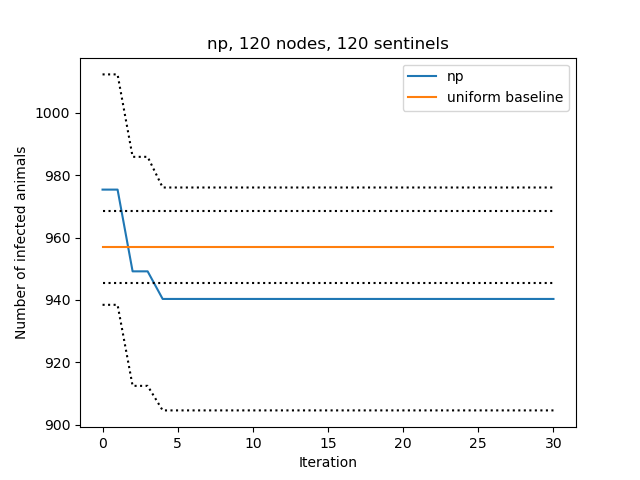 np, 120 nodes, 120 sentinels
np
uniform baseline
Number of infected animals
1000
980
960
940
920
900
0 5 10 15 20 25 30
Iteration